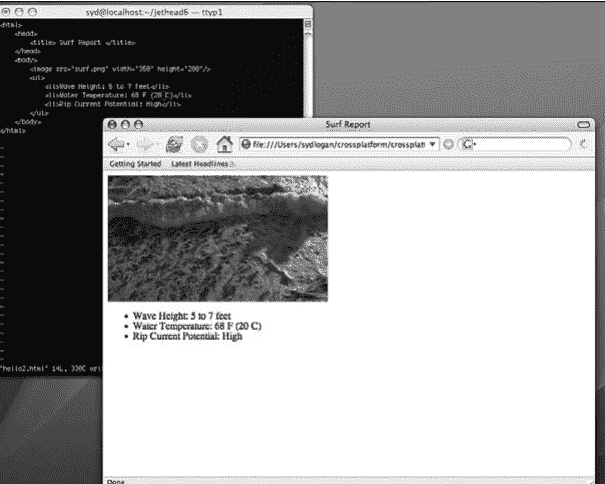 syd@localhost:~/jethead6 — ttyp1
<html>
<head>
<title> Surf Report </title>
</head>
<body>
<image src="surf.png" width="350" height="200"/>
<ul>
<li>Wave Height: 5 to 7 feet</li>
<li>Water Temperature: 68 F (20 C)</li>
<li>Rip Current Potential: High</li>
</ul>
</body>
</html>
"hello2.html" 14L, 330C wri
Surf Report
file:///Users/sydlogan/crossplatform/crossplatf
G
Getting Started Latest Headlines
• Wave Height: 5 to 7 feet
• Water Temperature: 68 F (20 C)
• Rip Current Potential: High
Done